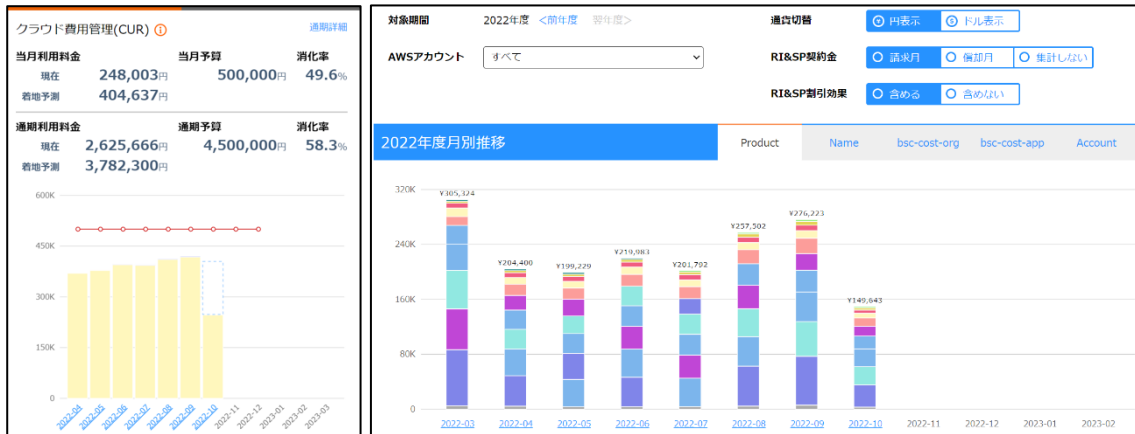 クラウド費用管理(CUR)
通期詳細
当月利用料金 当月予算 消化率
現在 248,003円 500,000円 49.6%
着地予測 404,637円
通期利用料金 通期予算 消化率
現在 2,625,666円 4,500,000円 58.3%
着地予測 3,782,300円
600K
450K
300K
150K
0
2022-04 2022-05 2022-06 2022-07 2022-08 2022-09 2022-10 2022-11 2022-12 2023-01 2023-02 2023-03
対象期間 2022年度 <前年度 翌年度> 通貨切替 円表示 ドル表示
AWSアカウント すべて RI&SP契約金 請求月 償却月 集計しない
RI&SP割引効果 含める 含めない
2022年度月別推移 Product Name bsc-cost-org bsc-cost-app Account
320K
240K
160K
80K
0
¥305,324 ¥204,400 ¥199,229 ¥219,983 ¥201,792 ¥257,502 ¥276,223 ¥149,643
2022-03 2022-04 2022-05 2022-06 2022-07 2022-08 2022-09 2022-10 2022-11 2022-12 2023-01 2023-02